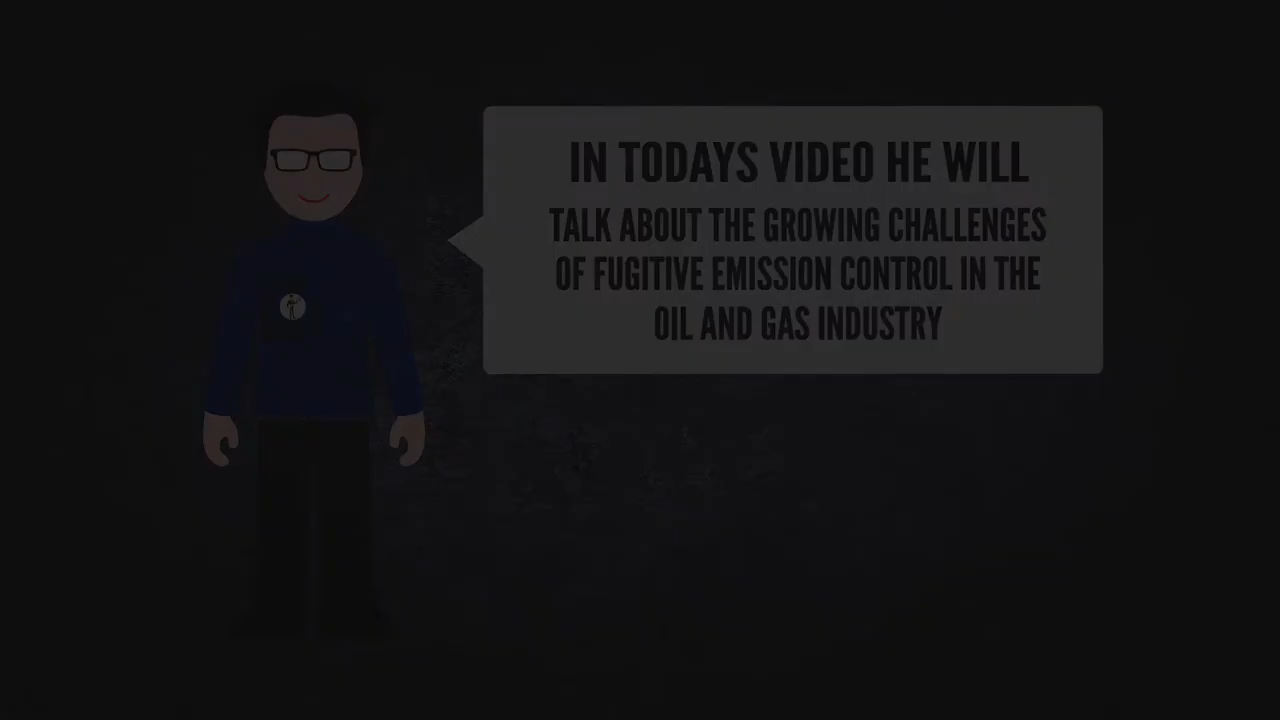 IN TODAYS VIDEO HE WILL
TALK ABOUT THE GROWING CHALLENGES
OF FUGITIVE EMISSION CONTROL IN THE
OIL AND GAS INDUSTRY